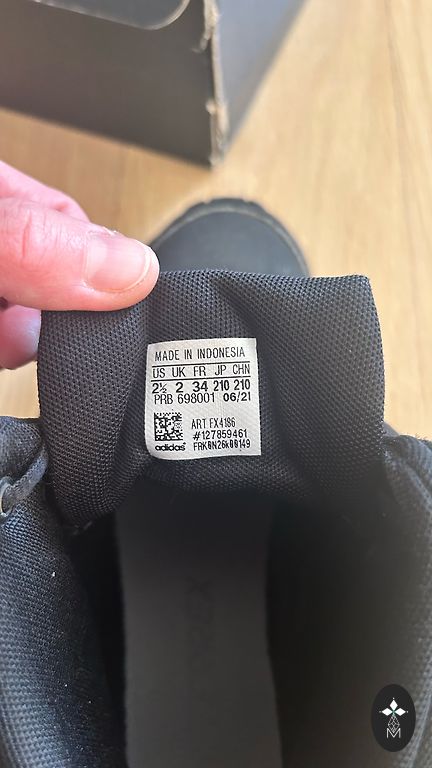 MADE IN INDONESIA
US UK FR JP CHN
2½ 2 34 210 210
PRB 698001 06/21
ART FX4186
#127859461
adidas FRK0N26k00149
M